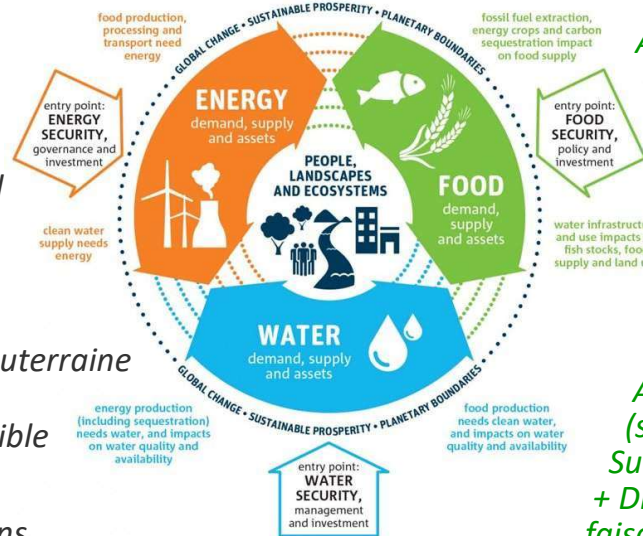 GLOBAL CHANGE • SUSTAINABLE PROSPERITY • PLANETARY BOUNDARIES
food production,
processing and
transport need
energy
fossil fuel extraction,
energy crops and carbon
sequestration impact
on food supply
entry point:
ENERGY
SECURITY,
governance and
investment
ENERGY
demand, supply
and assets
entry point:
FOOD
SECURITY,
policy and
investment
PEOPLE,
LANDSCAPES
AND ECOSYSTEMS
FOOD
demand,
supply
and assets
clean water
supply needs
energy
water infrastructu
and use impacts
fish stocks, foo
supply and land u
WATER
demand, supply
and assets
uterraine
GLOBAL CHANGE • SUSTAINABLE PROSPERITY • PLANETARY BOUNDARIES
energy production
(including sequestration)
needs water, and impacts
on water quality and
availability
food production
needs clean water,
and impacts on water
quality and availability
ible
entry point:
WATER
SECURITY,
management
and investment
(s
Su
+ D